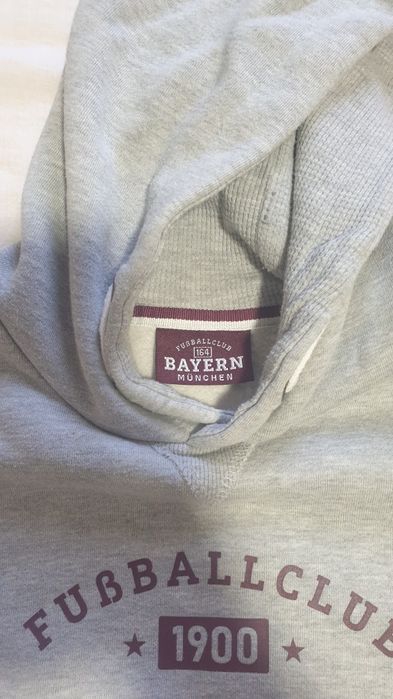 FUßBALLCLUB
164
BAYERN
MÜNCHEN
FUßBALLCLUB
★ 1900 ★